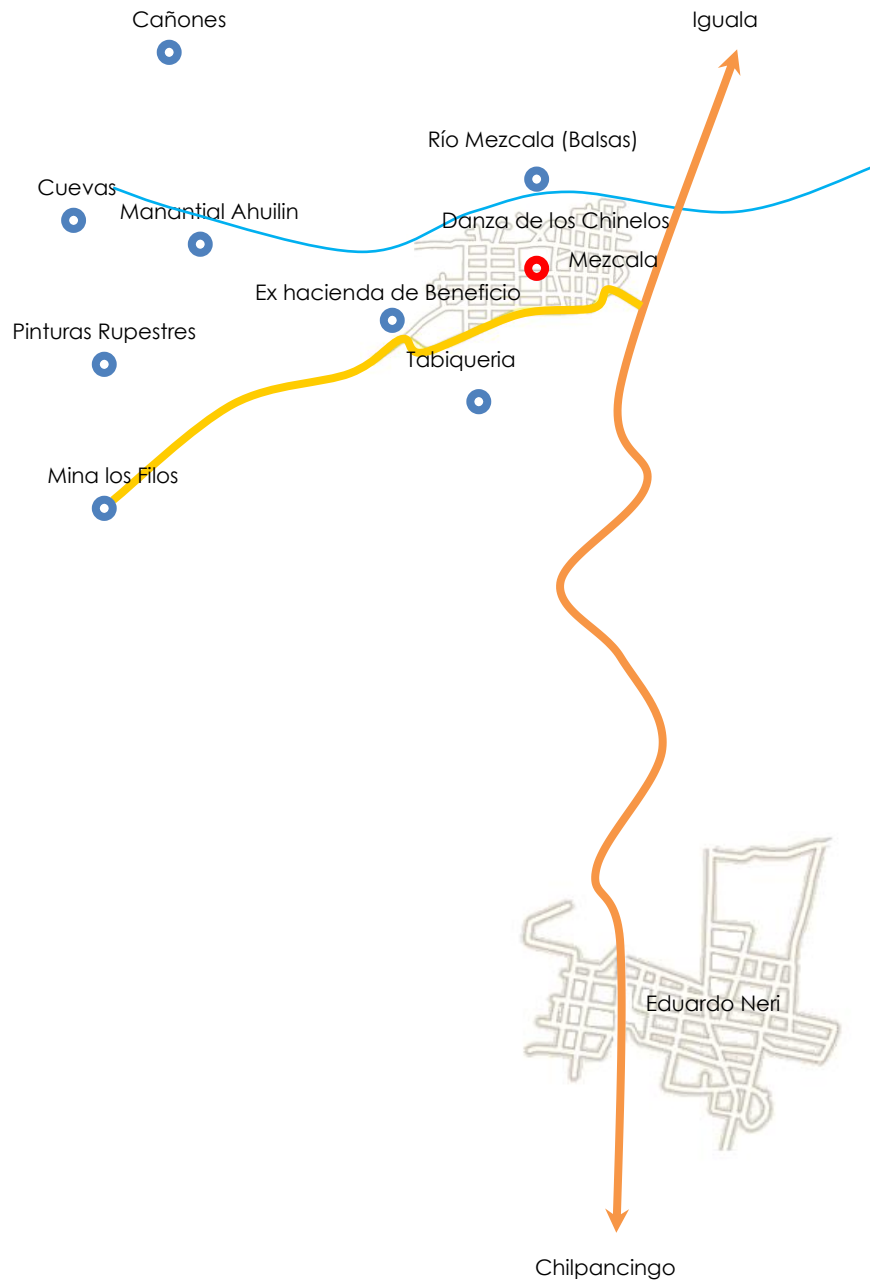 Cañones
Iguala
Río Mezcala (Balsas)
Cuevas
Manantial Ahuilin
Danza de los Chinelos
Mezcala
Ex hacienda de Beneficio
Pinturas Rupestres
Tabiqueria
Mina los Filos
Eduardo Neri
Chilpancingo